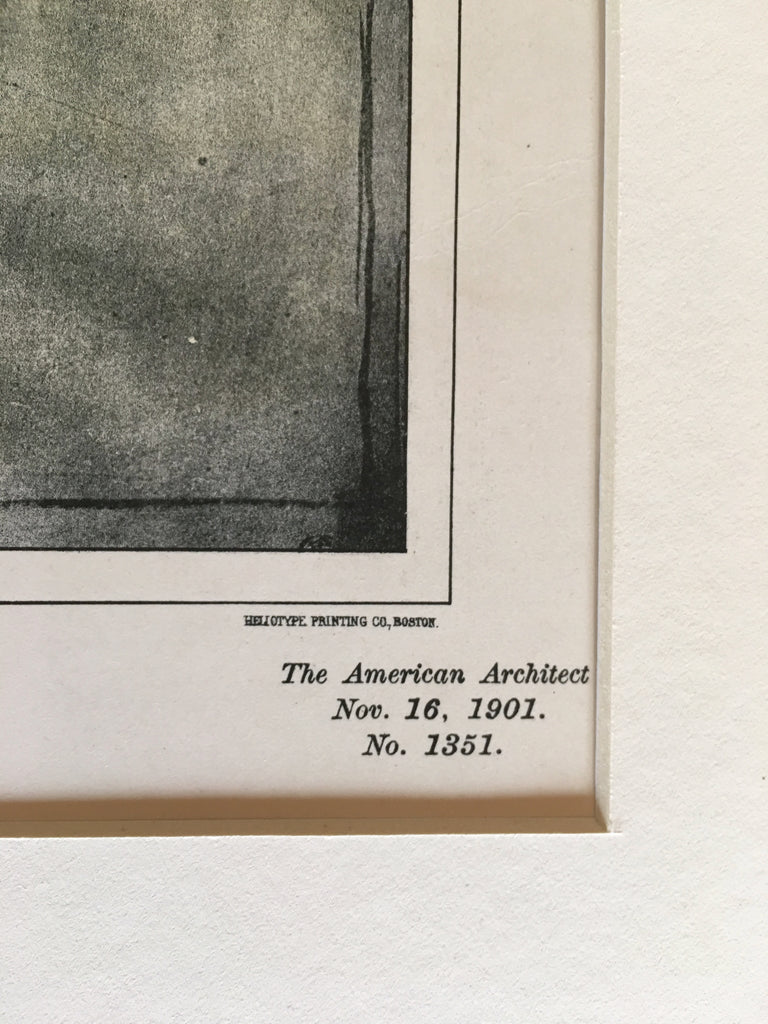 HELIOTYPE PRINTING CO., BOSTON.
The American Architect
Nov. 16, 1901.
No. 1351.